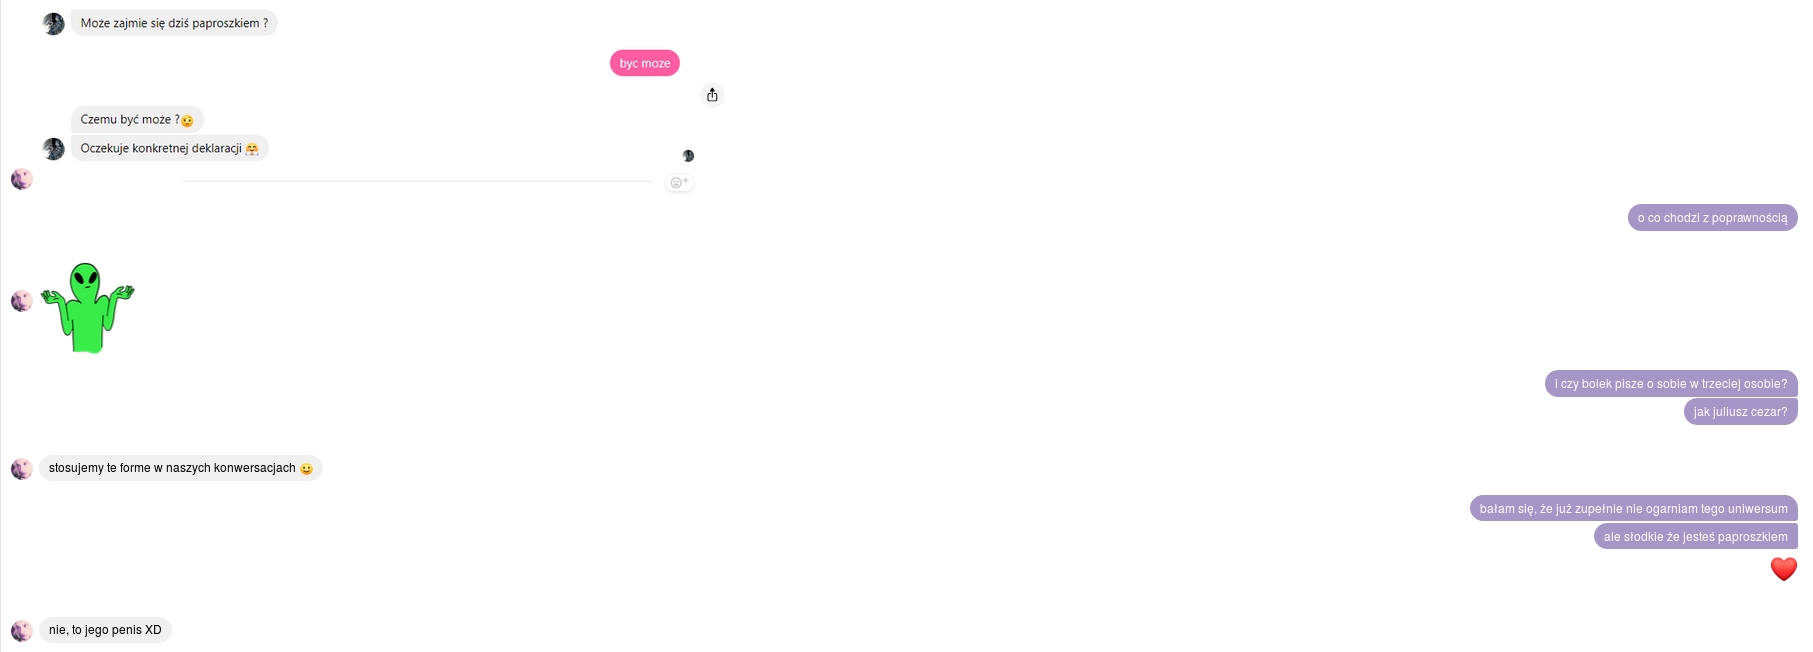 Może zajmie się dziś paproszkiem ?
byc moze
Czemu być może ?😢
Oczekuje konkretnej deklaracji 🤗
o co chodzi z poprawnością
i czy bolek pisze o sobie w trzeciej osobie?
jak juliusz cezar?
stosujemy te forme w naszych konwersacjach 😀
bałam się, że już zupełnie nie ogarniam tego uniwersum
ale słodkie że jesteś paproszkiem
❤️
nie, to jego penis XD